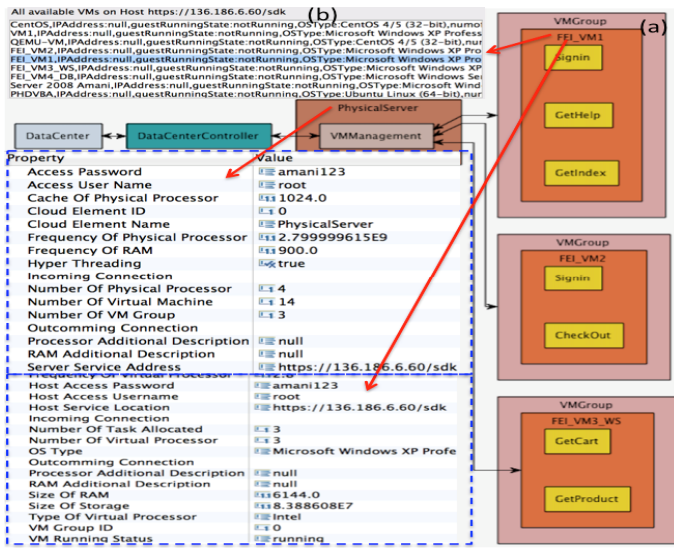 All available VMs on Host https://136.186.6.60/sdk
(b)
CentOS,IPAddress:null,guestRunningState:notRunning,OSType:CentOS 4/5 (32-bit),numo
VM1,IPAddress:null,guestRunningState:notRunning,OSType:Microsoft Windows XP Profess
QEMU-VM,IPAddress:null,guestRunningState:notRunning,OSType:CentOS 4/5 (32-bit),nu
FEI_VM2,IPAddress:null,guestRunningState:notRunning,OSType:Microsoft Windows XP Pro
FEI_VM1,IPAddress:null,guestRunningState:notRunning,OSType:Microsoft Windows XP Pro
FEI_VM3_WS,IPAddress:null,guestRunningState:notRunning,OSType:Microsoft Windows XP
FEI_VM4_DB,IPAddress:null,guestRunningState:notRunning,OSType:Microsoft Windows Se
Server 2008 Amani,IPAddress:null,guestRunningState:notRunning,OSType:Microsoft Wind
PHDVBA,IPAddress:null,guestRunningState:notRunning,OSType:Ubuntu Linux (64-bit),num
(a)
VMGroup
FEI_VM1
Signin
GetHelp
GetIndex
PhysicalServer
DataCenter
DataCenterController
VMManagement
VMGroup
FEI_VM2
Signin
CheckOut
VMGroup
FEI_VM3_WS
GetCart
GetProduct
Property Value
Access Password amani123
Access User Name root
Cache Of Physical Processor 1024.0
Cloud Element ID 0
Cloud Element Name PhysicalServer
Frequency Of Physical Processor 2.799999615E9
Frequency Of RAM 900.0
Hyper Threading true
Incoming Connection
Number Of Physical Processor 4
Number Of Virtual Machine 14
Number Of VM Group 3
Outcomming Connection
Processor Additional Description null
RAM Additional Description null
Server Service Address https://136.186.6.60/sdk
Host Access Password amani123
Host Access Username root
Host Service Location https://136.186.6.60/sdk
Incoming Connection
Number Of Task Allocated 3
Number Of Virtual Processor 3
OS Type Microsoft Windows XP Profe
Outcomming Connection
Processor Additional Description null
RAM Additional Description null
Size Of RAM 6144.0
Size Of Storage 8.388608E7
Type Of Virtual Processor Intel
VM Group ID 0
VM Running Status running